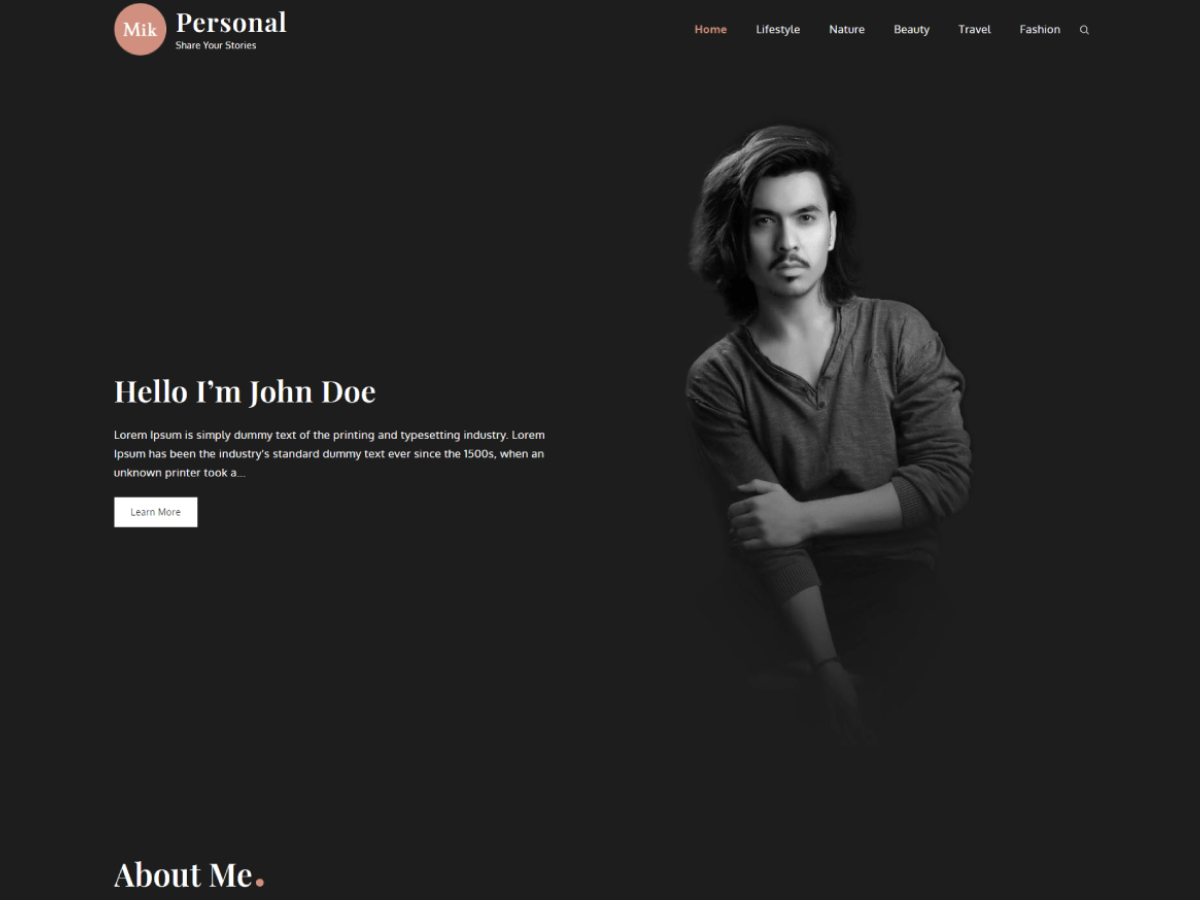 Mik
Personal
Share Your Stories
Home Lifestyle Nature Beauty Travel Fashion
Hello I’m John Doe
Lorem Ipsum is simply dummy text of the printing and typesetting industry. Lorem
Ipsum has been the industry's standard dummy text ever since the 1500s, when an
unknown printer took a...
Learn More
About Me.